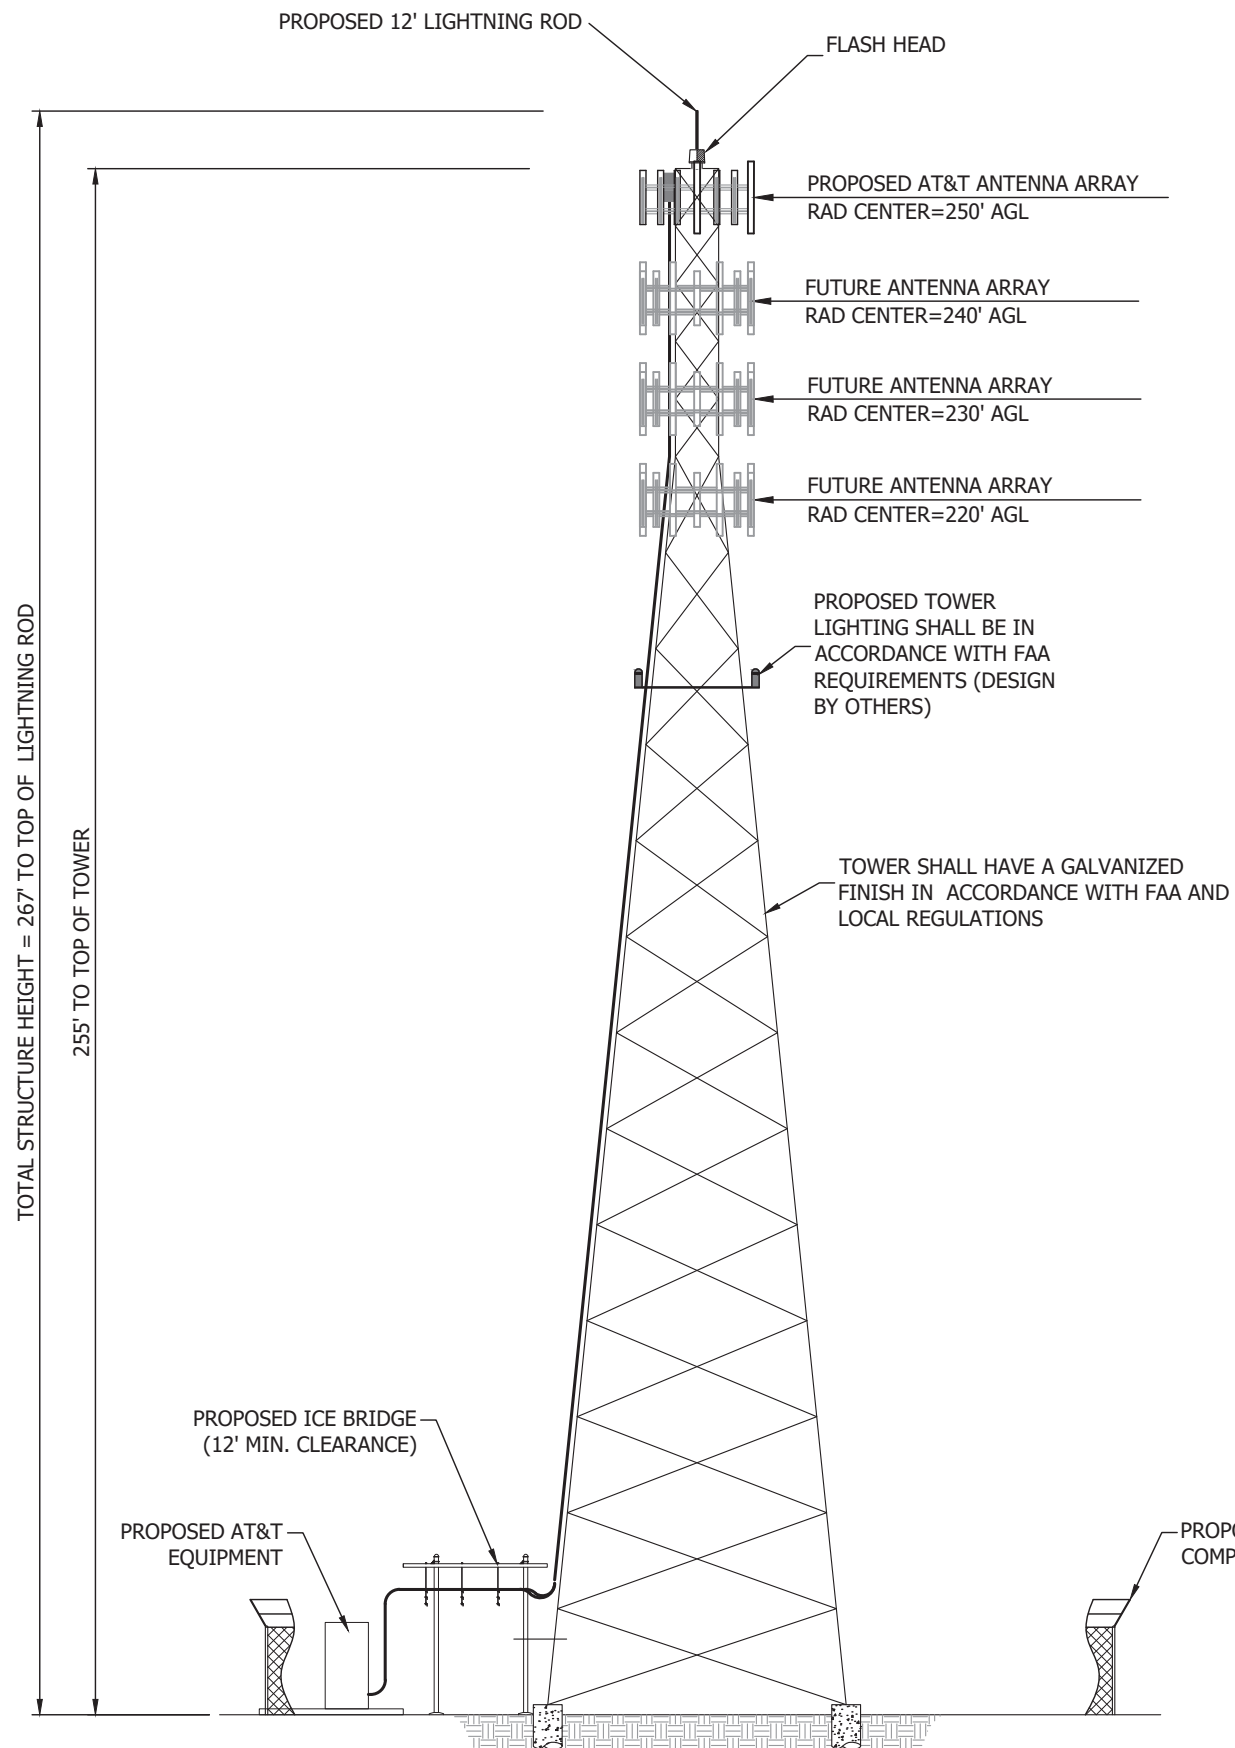 PROPOSED 12' LIGHTNING ROD
FLASH HEAD
PROPOSED AT&T ANTENNA ARRAY
RAD CENTER=250' AGL
FUTURE ANTENNA ARRAY
RAD CENTER=240' AGL
FUTURE ANTENNA ARRAY
RAD CENTER=230' AGL
FUTURE ANTENNA ARRAY
RAD CENTER=220' AGL
PROPOSED TOWER
LIGHTING SHALL BE IN
ACCORDANCE WITH FAA
REQUIREMENTS (DESIGN
BY OTHERS)
TOTAL STRUCTURE HEIGHT = 267' TO TOP OF LIGHTNING ROD
255' TO TOP OF TOWER
TOWER SHALL HAVE A GALVANIZED
FINISH IN ACCORDANCE WITH FAA AND
LOCAL REGULATIONS
PROPOSED ICE BRIDGE
(12' MIN. CLEARANCE)
PROPOSED AT&T
EQUIPMENT